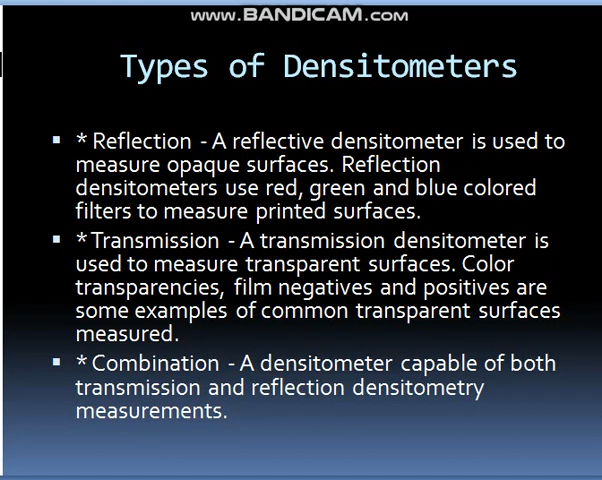 WWW.BANDICAM.COM
Types of Densitometers
* Reflection - A reflective densitometer is used to
measure opaque surfaces. Reflection
densitometers use red, green and blue colored
filters to measure printed surfaces.
* Transmission - A transmission densitometer is
used to measure transparent surfaces. Color
transparencies, film negatives and positives are
some examples of common transparent surfaces
measured.
* Combination - A densitometer capable of both
transmission and reflection densitometry
measurements.